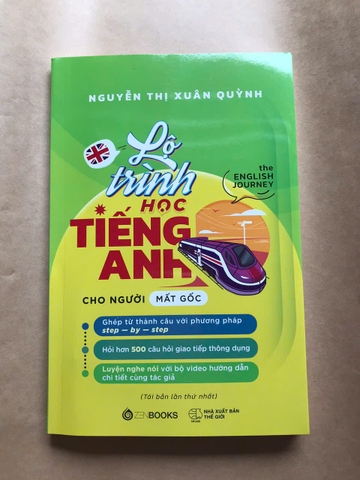 NGUYỄN THỊ XUÂN QUỲNH
Lộ
trình
the
ENGLISH
JOURNEY
HỌC
TIẾNG
ANH
CHO NGƯỜI MẤT GỐC
Ghép từ thành câu với phương pháp
step — by — step
Hỏi hơn 500 câu hỏi giao tiếp thông dụng
Luyện nghe nói với bộ video hướng dẫn
chi tiết cùng tác giả
(Tái bản lần thứ nhất)
ZENBOOKS
NHÀ XUẤT BẢN
THẾ GIỚI